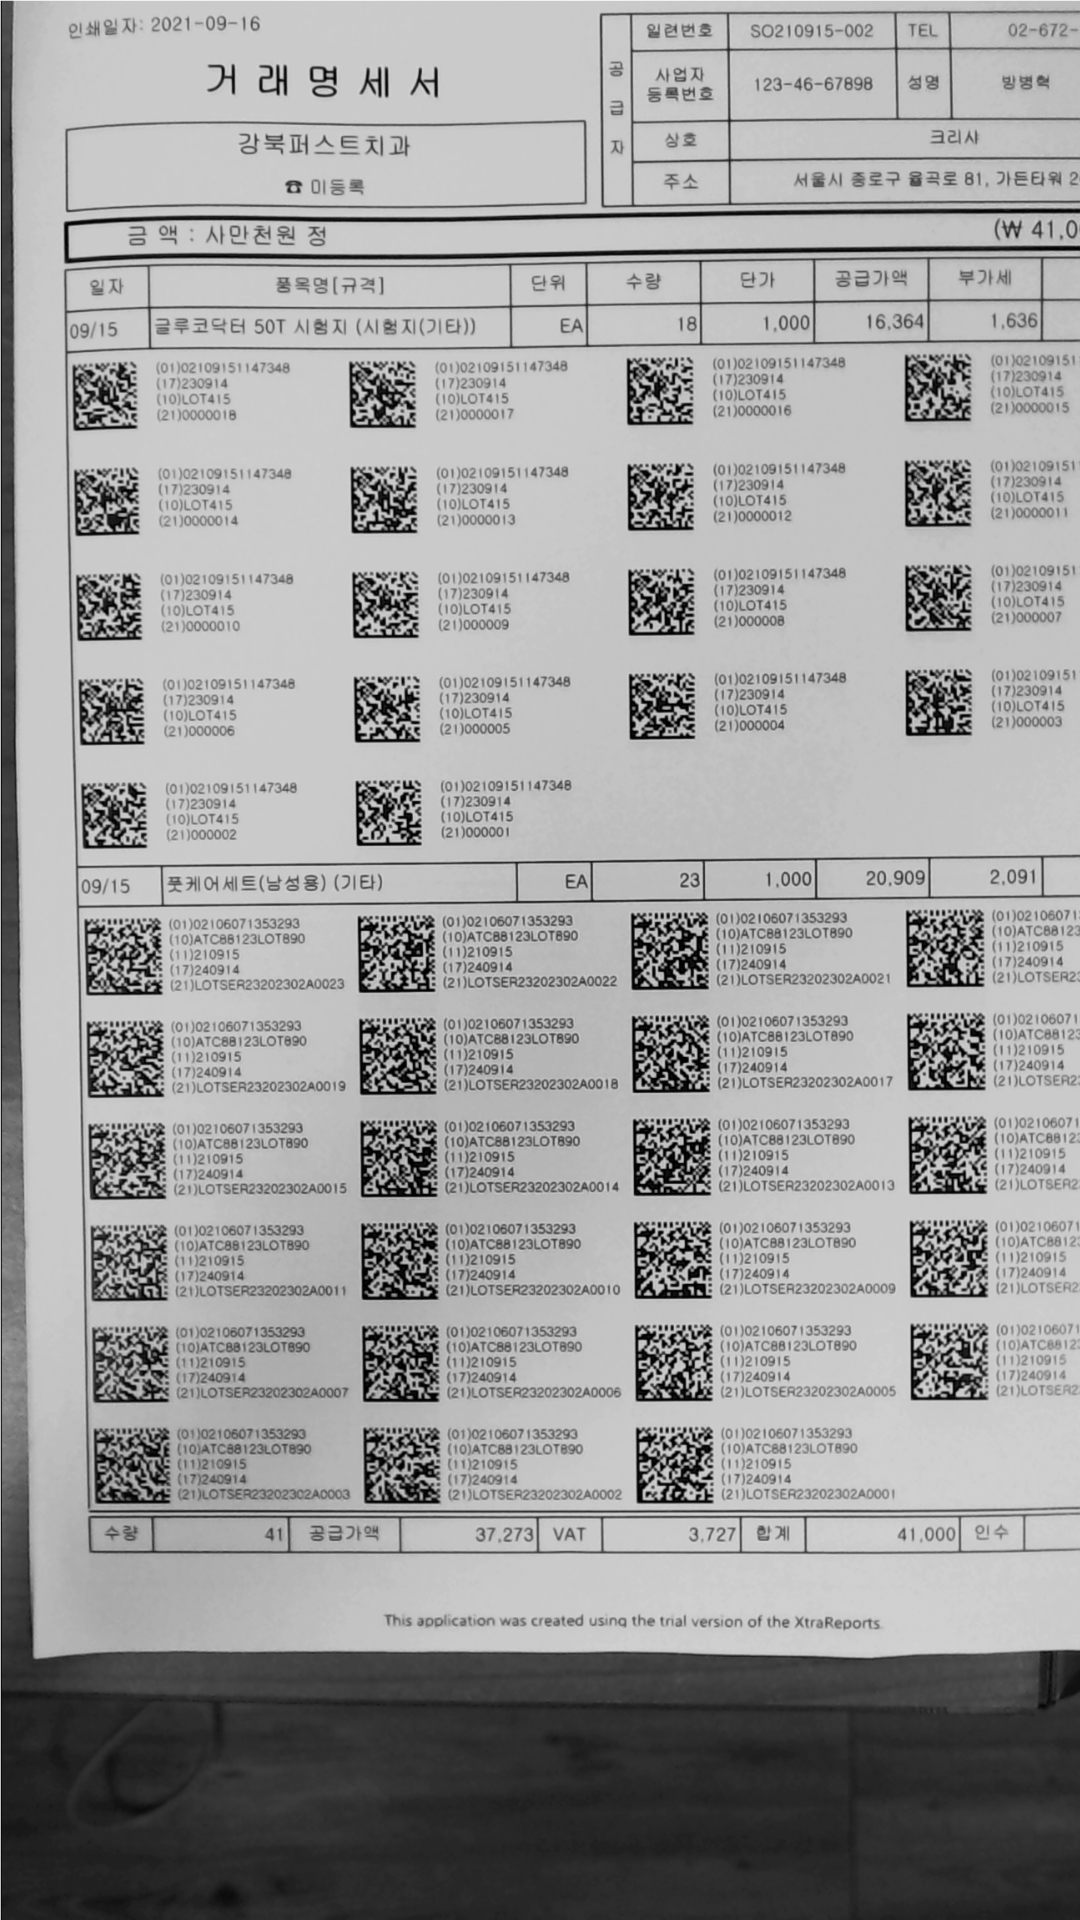 인쇄일자: 2021-09-16
거래명세서
강북퍼스트치과
☎ 미등록
공급자
일련번호 SO210915-002 TEL 02-672-
사업자 등록번호 123-46-67898 성명 방병혁
상호 크리샤
주소 서울시 종로구 율곡로 81, 가든타워 2
금 액 : 사만천원 정 (₩ 41,0
일자 품목명[규격] 단위 수량 단가 공급가액 부가세
09/15 글루코닥터 50T 시험지 (시험지(기타)) EA 18 1,000 16,364 1,636
(01)02109151147348 (01)02109151147348 (01)02109151147348 (01)021091511
(17)230914 (17)230914 (17)230914 (17)230914
(10)LOT415 (10)LOT415 (10)LOT415 (10)LOT415
(21)0000018 (21)0000017 (21)0000016 (21)0000015
(01)02109151147348 (01)02109151147348 (01)02109151147348 (01)021091511
(17)230914 (17)230914 (17)230914 (17)230914
(10)LOT415 (10)LOT415 (10)LOT415 (10)LOT415
(21)0000014 (21)0000013 (21)0000012 (21)0000011
(01)02109151147348 (01)02109151147348 (01)02109151147348 (01)021091511
(17)230914 (17)230914 (17)230914 (17)230914
(10)LOT415 (10)LOT415 (10)LOT415 (10)LOT415
(21)0000010 (21)000009 (21)000008 (21)000007
(01)02109151147348 (01)02109151147348 (01)02109151147348 (01)021091511
(17)230914 (17)230914 (17)230914 (17)230914
(10)LOT415 (10)LOT415 (10)LOT415 (10)LOT415
(21)000006 (21)000005 (21)000004 (21)000003
(01)02109151147348 (01)02109151147348
(17)230914 (17)230914
(10)LOT415 (10)LOT415
(21)000002 (21)000001
09/15 풋케어세트(남성용) (기타) EA 23 1,000 20,909 2,091
(01)02106071353293 (01)02106071353293 (01)02106071353293 (01)0210607
(10)ATC88123LOT890 (10)ATC88123LOT890 (10)ATC88123LOT890 (10)ATC8812
(11)210915 (11)210915 (11)210915 (11)210915
(17)240914 (17)240914 (17)240914 (17)240914
(21)LOTSER23202302A0023 (21)LOTSER23202302A0022 (21)LOTSER23202302A0021 (21)LOTSER23
(01)02106071353293 (01)02106071353293 (01)02106071353293 (01)0210607
(10)ATC88123LOT890 (10)ATC88123LOT890 (10)ATC88123LOT890 (10)ATC8812
(11)210915 (11)210915 (11)210915 (11)210915
(17)240914 (17)240914 (17)240914 (17)240914
(21)LOTSER23202302A0019 (21)LOTSER23202302A0018 (21)LOTSER23202302A0017 (21)LOTSER23
(01)02106071353293 (01)02106071353293 (01)02106071353293 (01)0210607
(10)ATC88123LOT890 (10)ATC88123LOT890 (10)ATC88123LOT890 (10)ATC8812
(11)210915 (11)210915 (11)210915 (11)210915
(17)240914 (17)240914 (17)240914 (17)240914
(21)LOTSER23202302A0015 (21)LOTSER23202302A0014 (21)LOTSER23202302A0013 (21)LOTSER23
(01)02106071353293 (01)02106071353293 (01)02106071353293 (01)0210607
(10)ATC88123LOT890 (10)ATC88123LOT890 (10)ATC88123LOT890 (10)ATC8812
(11)210915 (11)210915 (11)210915 (11)210915
(17)240914 (17)240914 (17)240914 (17)240914
(21)LOTSER23202302A0011 (21)LOTSER23202302A0010 (21)LOTSER23202302A0009 (21)LOTSER23
(01)02106071353293 (01)02106071353293 (01)02106071353293 (01)0210607
(10)ATC88123LOT890 (10)ATC88123LOT890 (10)ATC88123LOT890 (10)ATC8812
(11)210915 (11)210915 (11)210915 (11)210915
(17)240914 (17)240914 (17)240914 (17)240914
(21)LOTSER23202302A0007 (21)LOTSER23202302A0006 (21)LOTSER23202302A0005 (21)LOTSER23
(01)02106071353293 (01)02106071353293 (01)02106071353293
(10)ATC88123LOT890 (10)ATC88123LOT890 (10)ATC88123LOT890
(11)210915 (11)210915 (11)210915
(17)240914 (17)240914 (17)240914
(21)LOTSER23202302A0003 (21)LOTSER23202302A0002 (21)LOTSER23202302A0001
수량 41 공급가액 37,273 VAT 3,727 합계 41,000 인수
This application was created using the trial version of the XtraReports.